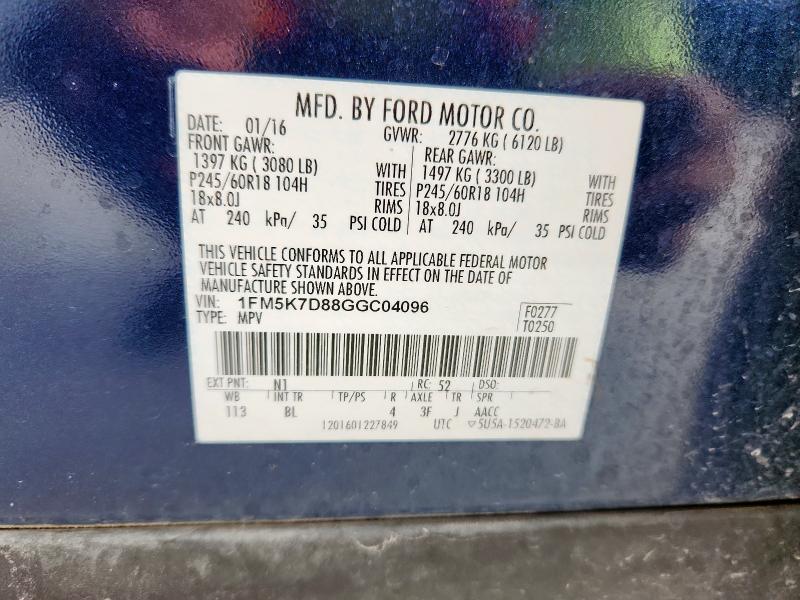 MFD. BY FORD MOTOR CO.
DATE: 01/16 GVWR: 2776 KG ( 6120 LB)
FRONT GAWR: REAR GAWR:
1397 KG ( 3080 LB) WITH 1497 KG ( 3300 LB) WITH
P245/60R18 104H TIRES P245/60R18 104H TIRES
18x8.0J RIMS 18x8.0J RIMS
AT 240 kPa/ 35 PSI COLD AT 240 kPa/ 35 PSI COLD
THIS VEHICLE CONFORMS TO ALL APPLICABLE FEDERAL MOTOR
VEHICLE SAFETY STANDARDS IN EFFECT ON THE DATE OF
MANUFACTURE SHOWN ABOVE.
VIN: 1FM5K7D88GGC04096 F0277
TYPE: MPV T0250
EXT PNT: N1 RC: 52 DSO:
WB INT TR TP/PS R AXLE TR SPR
113 BL 4 3F J AACC
1201601227849 UTC ▽5U5A-1520472-BA